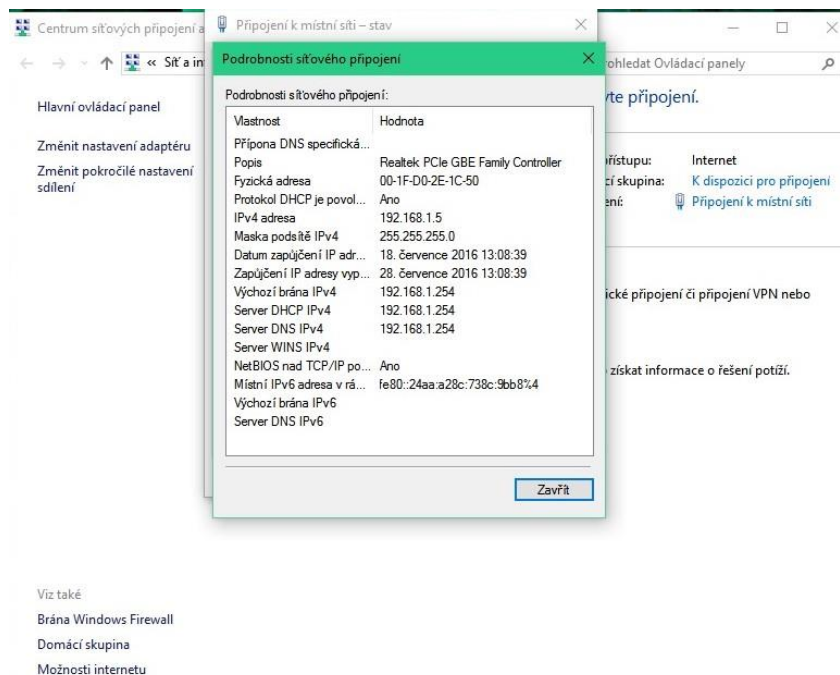 Centrum síťových připojení a
Připojení k místní síti – stav
« Síť a in
rohledat Ovládací panely
Podrobnosti síťového připojení
Podrobnosti síťového připojení:
Vlastnost Hodnota
Přípona DNS specifická...
Popis Realtek PCIe GBE Family Controller
Fyzická adresa 00-1F-D0-2E-1C-50
Protokol DHCP je povol... Ano
IPv4 adresa 192.168.1.5
Maska podsítě IPv4 255.255.255.0
Datum zapůjčení IP adr... 18. července 2016 13:08:39
Zapůjčení IP adresy vyp... 28. července 2016 13:08:39
Výchozí brána IPv4 192.168.1.254
Server DHCP IPv4 192.168.1.254
Server DNS IPv4 192.168.1.254
Server WINS IPv4
NetBIOS nad TCP/IP po... Ano
Místní IPv6 adresa v rá... fe80::24aa:a28c:738c:9bb8%4
Výchozí brána IPv6
Server DNS IPv6
Zavřít
Hlavní ovládací panel
Změnit nastavení adaptéru
Změnit pokročilé nastavení
sdílení
vte připojení.
řístupu: Internet
cí skupina: K dispozici pro připojení
ení: Připojení k místní síti
ické připojení či připojení VPN nebo
získat informace o řešení potíží.
Viz také
Brána Windows Firewall
Domácí skupina
Možnosti internetu